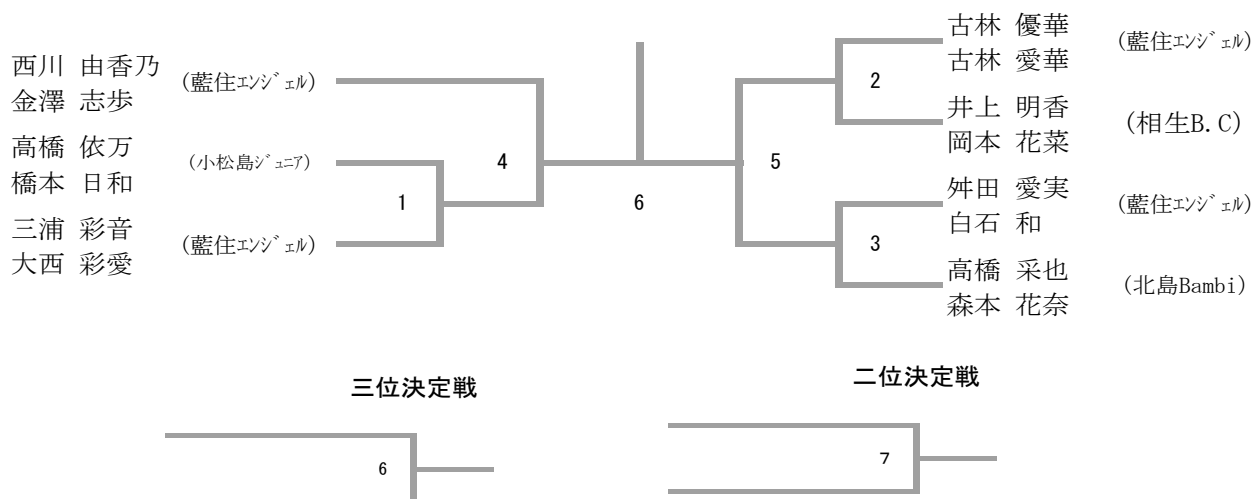 西川 由香乃
金澤 志歩
(藍住エンジェル)
高橋 依万
橋本 日和
(小松島ジュニア)
三浦 彩音
大西 彩愛
(藍住エンジェル)
1
4
6
5
2
3
古林 優華
古林 愛華
(藍住エンジェル)
井上 明香
岡本 花菜
(相生B.C)
舛田 愛実
白石 和
(藍住エンジェル)
高橋 采也
森本 花奈
(北島Bambi)
三位決定戦
6
二位決定戦
7